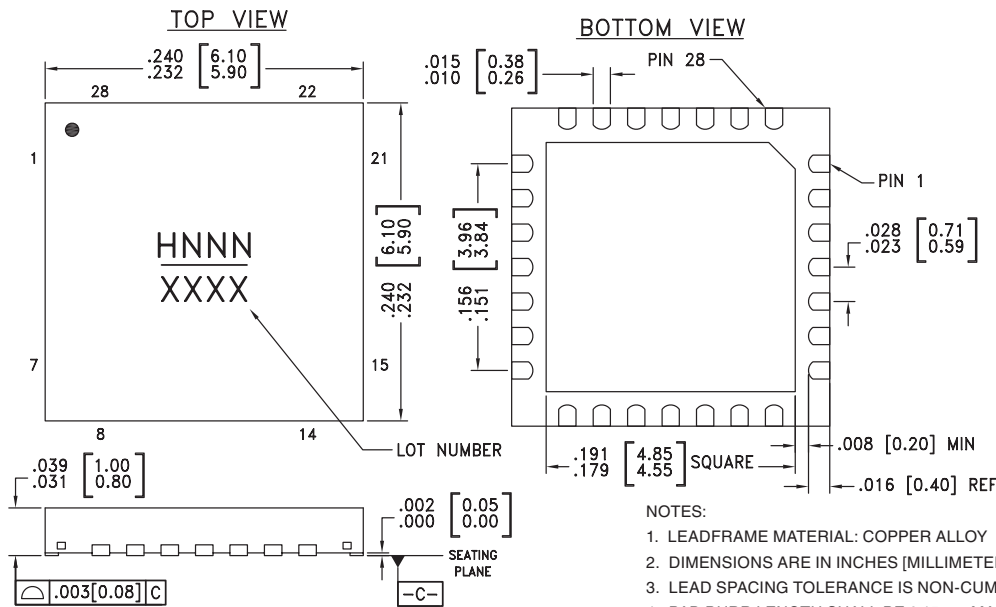 TOP VIEW
.240 [6.10]
.232 [5.90]
28 22
1 21
HNNN
XXXX
7 15
8 14
.240 [6.10]
.232 [5.90]
LOT NUMBER
.039 [1.00]
.031 [0.80]
.002 [0.05]
.000 [0.00]
SEATING
PLANE
⌓ .003[0.08] C
-C-
BOTTOM VIEW
.015 [0.38]
.010 [0.26]
PIN 28
PIN 1
.156 [3.96]
.151 [3.84]
.028 [0.71]
.023 [0.59]
.191 [4.85] SQUARE
.179 [4.55]
.008 [0.20] MIN
.016 [0.40] REF
NOTES:
1. LEADFRAME MATERIAL: COPPER ALLOY
2. DIMENSIONS ARE IN INCHES [MILLIMETE
3. LEAD SPACING TOLERANCE IS NON-CUM